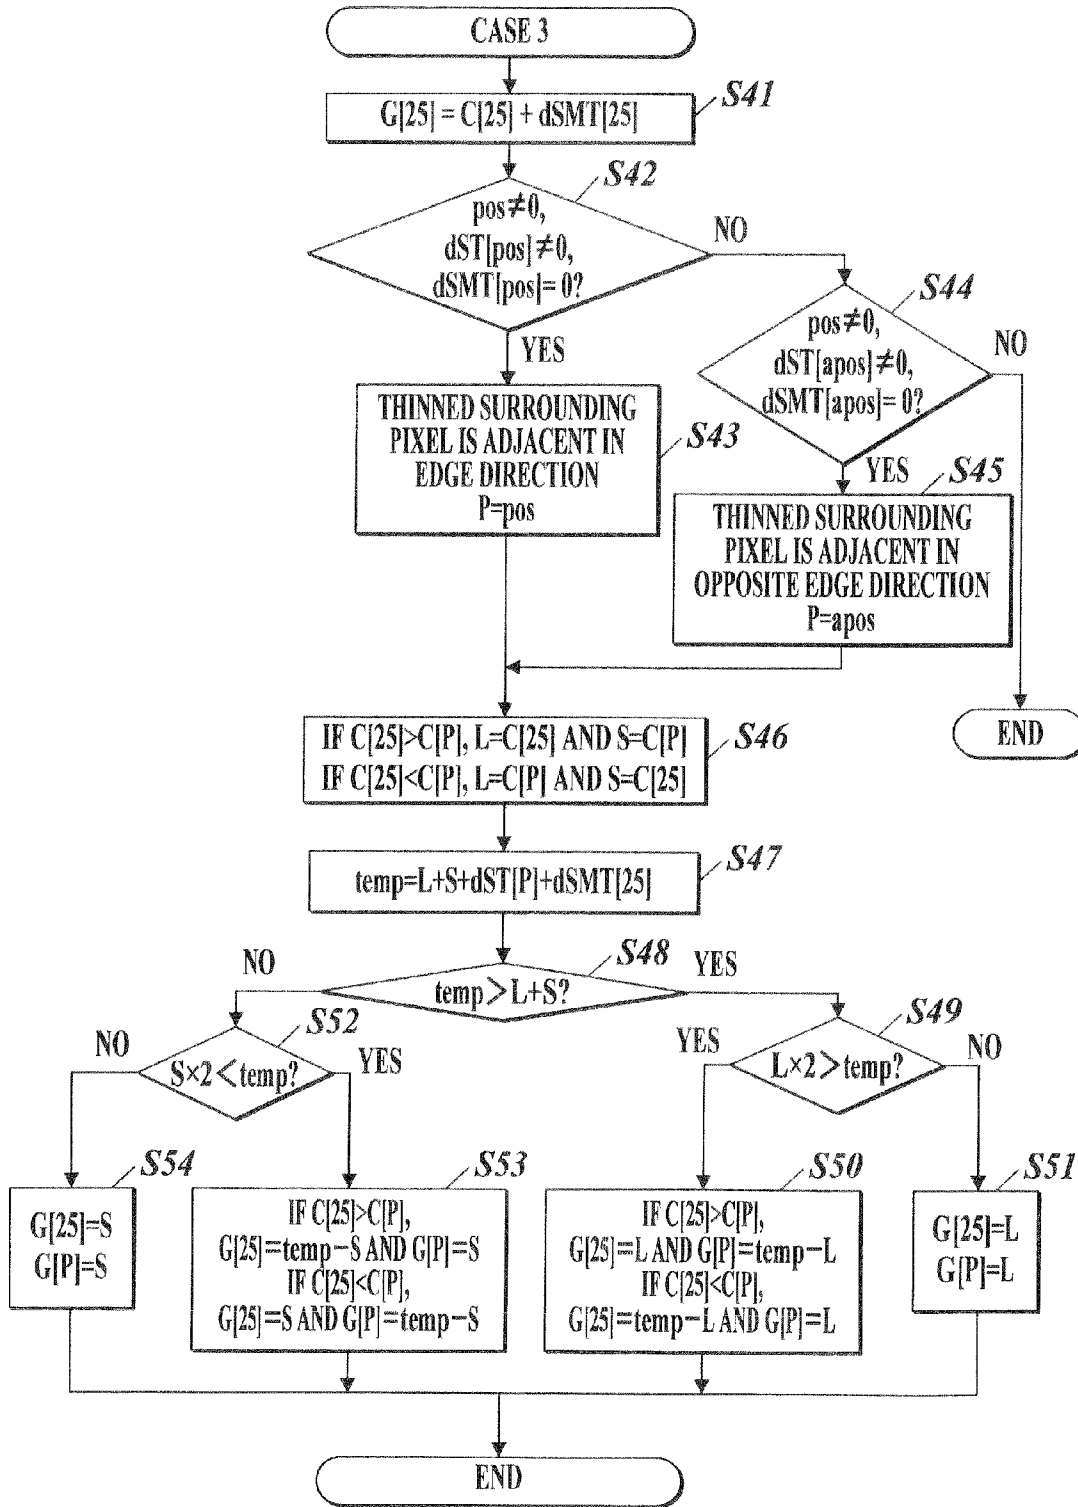 CASE 3
S41
G[25] = C[25] + dSMT[25]
S42
pos≠0,
dST[pos]≠0,
dSMT[pos]= 0?
NO
YES
S44
pos≠0,
dST[apos]≠0,
dSMT[apos]= 0?
NO
YES
S43
THINNED SURROUNDING
PIXEL IS ADJACENT IN
EDGE DIRECTION
P=pos
S45
THINNED SURROUNDING
PIXEL IS ADJACENT IN
OPPOSITE EDGE DIRECTION
P=apos
END
S46
IF C[25]>C[P], L=C[25] AND S=C[P]
IF C[25]<C[P], L=C[P] AND S=C[25]
S47
temp=L+S+dST[P]+dSMT[25]
S48
temp>L+S?
NO
YES
S52
S×2<temp?
NO
YES
S49
L×2>temp?
YES
NO
S54
G[25]=S
G[P]=S
S53
IF C[25]>C[P],
G[25]=temp−S AND G[P]=S
IF C[25]<C[P],
G[25]=S AND G[P]=temp−S
S50
IF C[25]>C[P],
G[25]=L AND G[P]=temp−L
IF C[25]<C[P],
G[25]=temp−L AND G[P]=L
S51
G[25]=L
G[P]=L
END